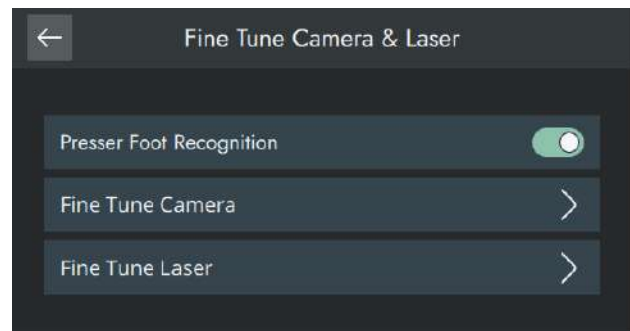 Fine Tune Camera & Laser
Presser Foot Recognition
Fine Tune Camera
Fine Tune Laser